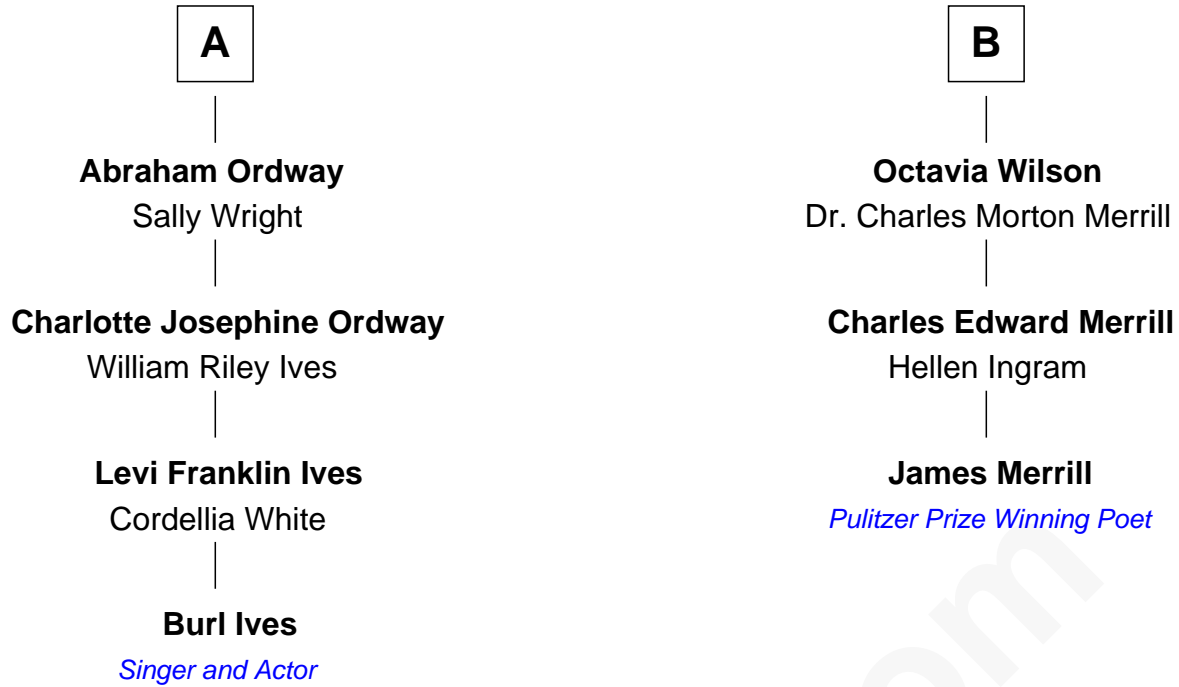 A
Abraham Ordway
Sally Wright
Charlotte Josephine Ordway
William Riley Ives
Levi Franklin Ives
Cordellia White
Burl Ives
Singer and Actor
B
Octavia Wilson
Dr. Charles Morton Merrill
Charles Edward Merrill
Hellen Ingram
James Merrill
Pulitzer Prize Winning Poet
om